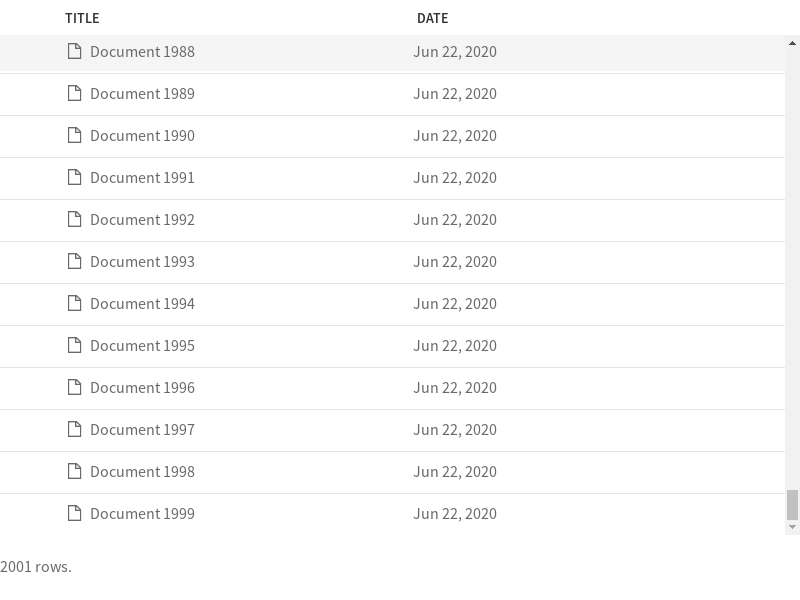 TITLE DATE
Document 1988 Jun 22, 2020
Document 1989 Jun 22, 2020
Document 1990 Jun 22, 2020
Document 1991 Jun 22, 2020
Document 1992 Jun 22, 2020
Document 1993 Jun 22, 2020
Document 1994 Jun 22, 2020
Document 1995 Jun 22, 2020
Document 1996 Jun 22, 2020
Document 1997 Jun 22, 2020
Document 1998 Jun 22, 2020
Document 1999 Jun 22, 2020
2001 rows.